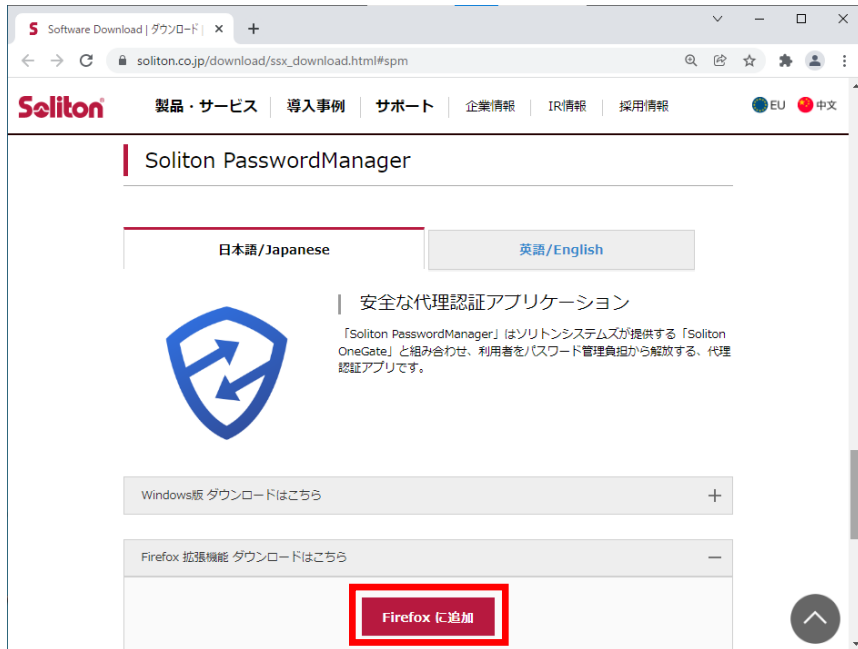 S Software Download | ダウンロード |
soliton.co.jp/download/ssx_download.html#spm
Soliton 製品・サービス 導入事例 サポート 企業情報 IR情報 採用情報 EU 中文
Soliton PasswordManager
日本語/Japanese 英語/English
安全な代理認証アプリケーション
「Soliton PasswordManager」はソリトンシステムズが提供する「Soliton
OneGate」と組み合わせ、利用者をパスワード管理負担から解放する、代理
認証アプリです。
Windows版 ダウンロードはこちら
Firefox 拡張機能 ダウンロードはこちら
Firefox に追加